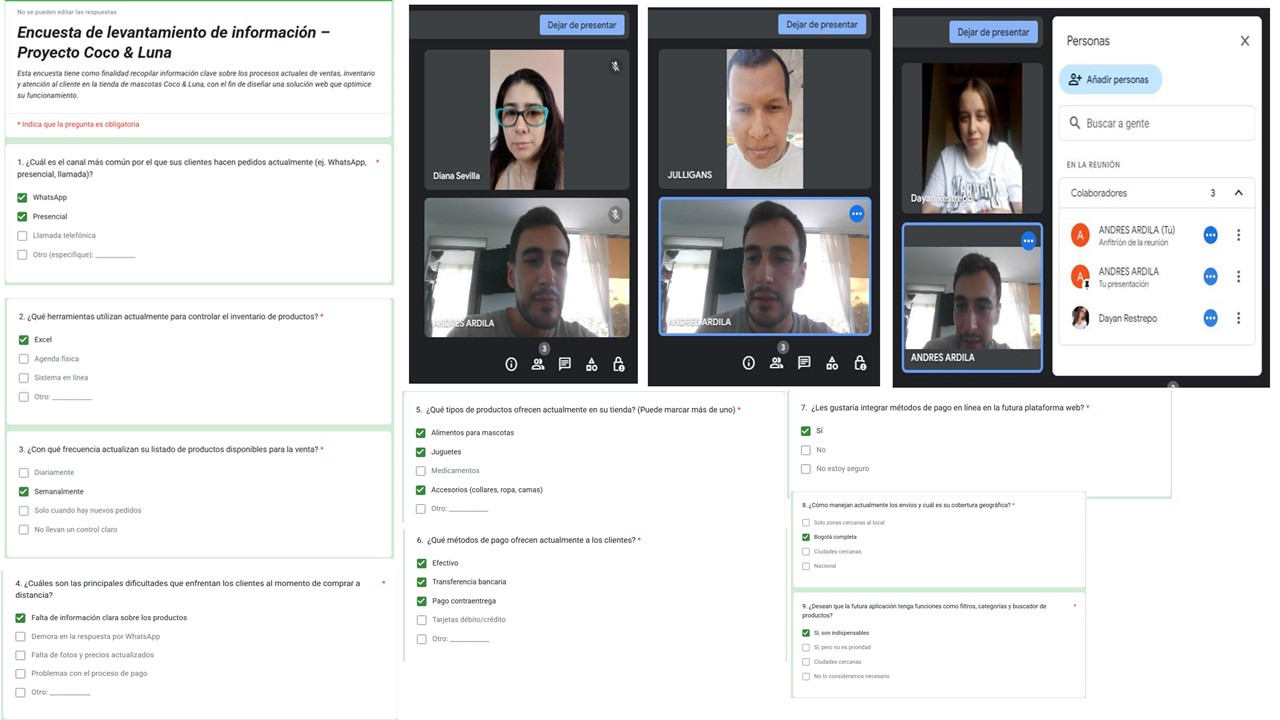 No se pueden editar las respuestas
Encuesta de levantamiento de información –
Proyecto Coco & Luna
Esta encuesta tiene como finalidad recopilar información clave sobre los procesos actuales de ventas, inventario
y atención al cliente en la tienda de mascotas Coco & Luna, con el fin de diseñar una solución web que optimice
su funcionamiento.
* Indica que la pregunta es obligatoria
1. ¿Cuál es el canal más común por el que sus clientes hacen pedidos actualmente (ej. WhatsApp, *
presencial, llamada)?
WhatsApp
Presencial
Llamada telefónica
Otro (especifique): __________
2. ¿Qué herramientas utilizan actualmente para controlar el inventario de productos? *
Excel
Agenda física
Sistema en línea
Otro: __________
3. ¿Con qué frecuencia actualizan su listado de productos disponibles para la venta? *
Diariamente
Semanalmente
Solo cuando hay nuevos pedidos
No llevan un control claro
4. ¿Cuáles son las principales dificultades que enfrentan los clientes al momento de comprar a *
distancia?
Falta de información clara sobre los productos
Demora en la respuesta por WhatsApp
Falta de fotos y precios actualizados
Problemas con el proceso de pago
Otro: __________
Dejar de presentar
Diana Sevilla
ANDRES ARDILA
3
Dejar de presentar
JULLIGANS
ANDRES ARDILA
3
Dejar de presentar
Dayan Restrepo
ANDRES ARDILA
Personas
Añadir personas
Buscar a gente
EN LA REUNIÓN
Colaboradores 3
A
ANDRES ARDILA (Tú)
Anfitrión de la reunión
A
ANDRES ARDILA
Tu presentación
Dayan Restrepo
5. ¿Qué tipos de productos ofrecen actualmente en su tienda? (Puede marcar más de uno) *
Alimentos para mascotas
Juguetes
Medicamentos
Accesorios (collares, ropa, camas)
Otro: __________
6. ¿Qué métodos de pago ofrecen actualmente a los clientes? *
Efectivo
Transferencia bancaria
Pago contraentrega
Tarjetas débito/crédito
Otro: __________
7. ¿Les gustaría integrar métodos de pago en línea en la futura plataforma web? *
Sí
No
No estoy seguro
8. ¿Cómo manejan actualmente los envíos y cuál es su cobertura geográfica? *
Solo zonas cercanas al local
Bogotá completa
Ciudades cercanas
Nacional
9. ¿Desean que la futura aplicación tenga funciones como filtros, categorías y buscador de *
productos?
Sí, son indispensables
Sí, pero no es prioridad
Ciudades cercanas
No lo consideramos necesario